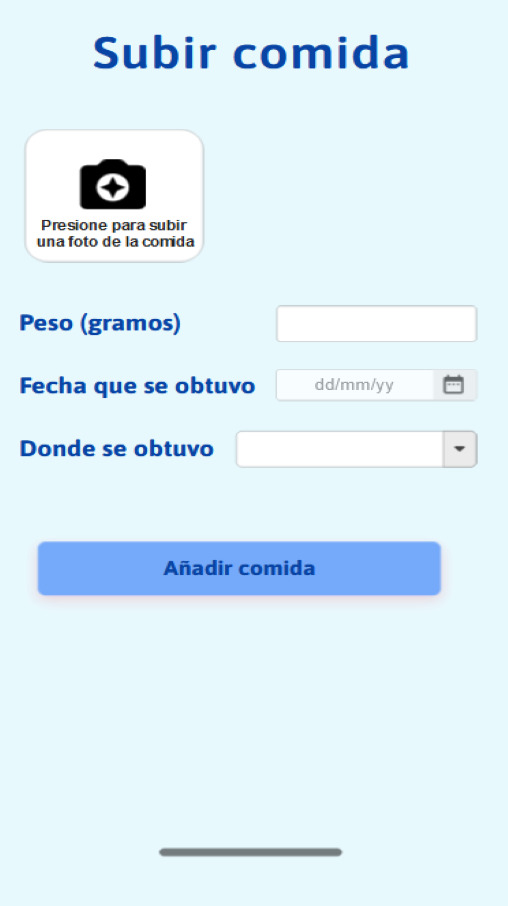 Subir comida
Presione para subir
una foto de la comida
Peso (gramos)
Fecha que se obtuvo
dd/mm/yy
Donde se obtuvo
Añadir comida